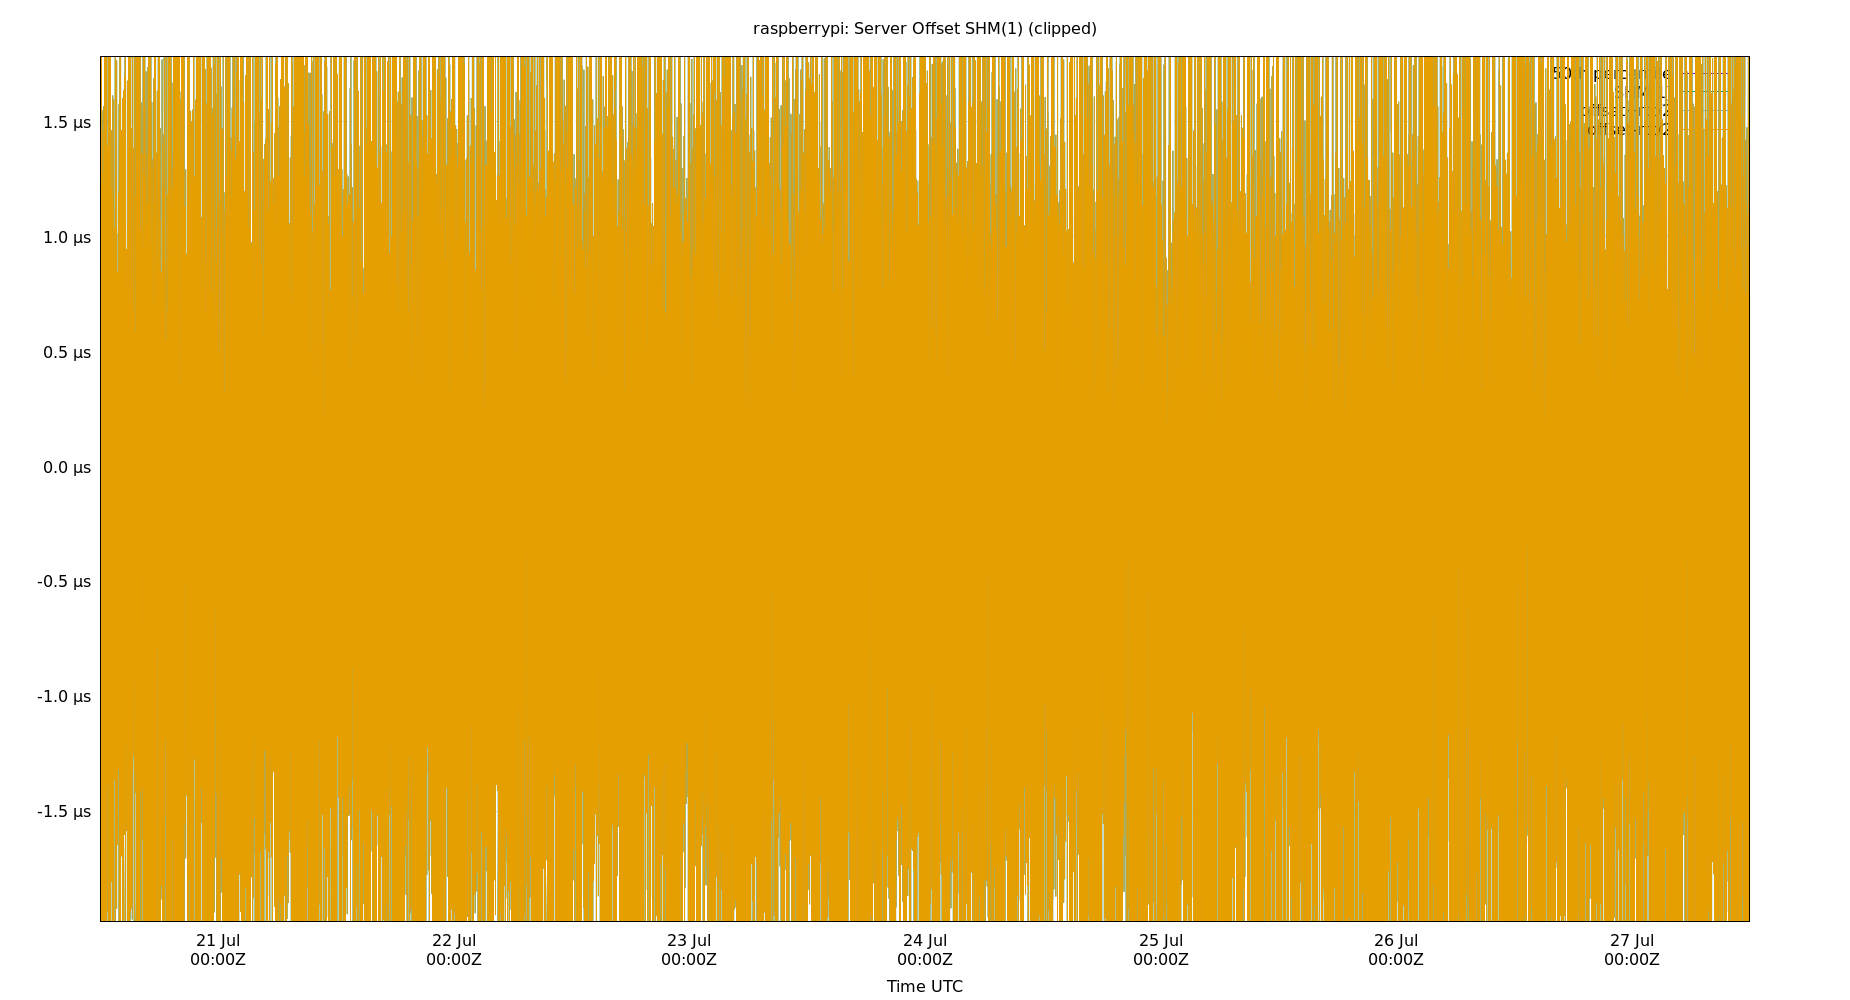 raspberrypi: Server Offset SHM(1) (clipped)
1.5 µs
1.0 µs
0.5 µs
0.0 µs
-0.5 µs
-1.0 µs
-1.5 µs
21 Jul
00:00Z
22 Jul
00:00Z
23 Jul
00:00Z
24 Jul
00:00Z
25 Jul
00:00Z
26 Jul
00:00Z
27 Jul
00:00Z
Time UTC